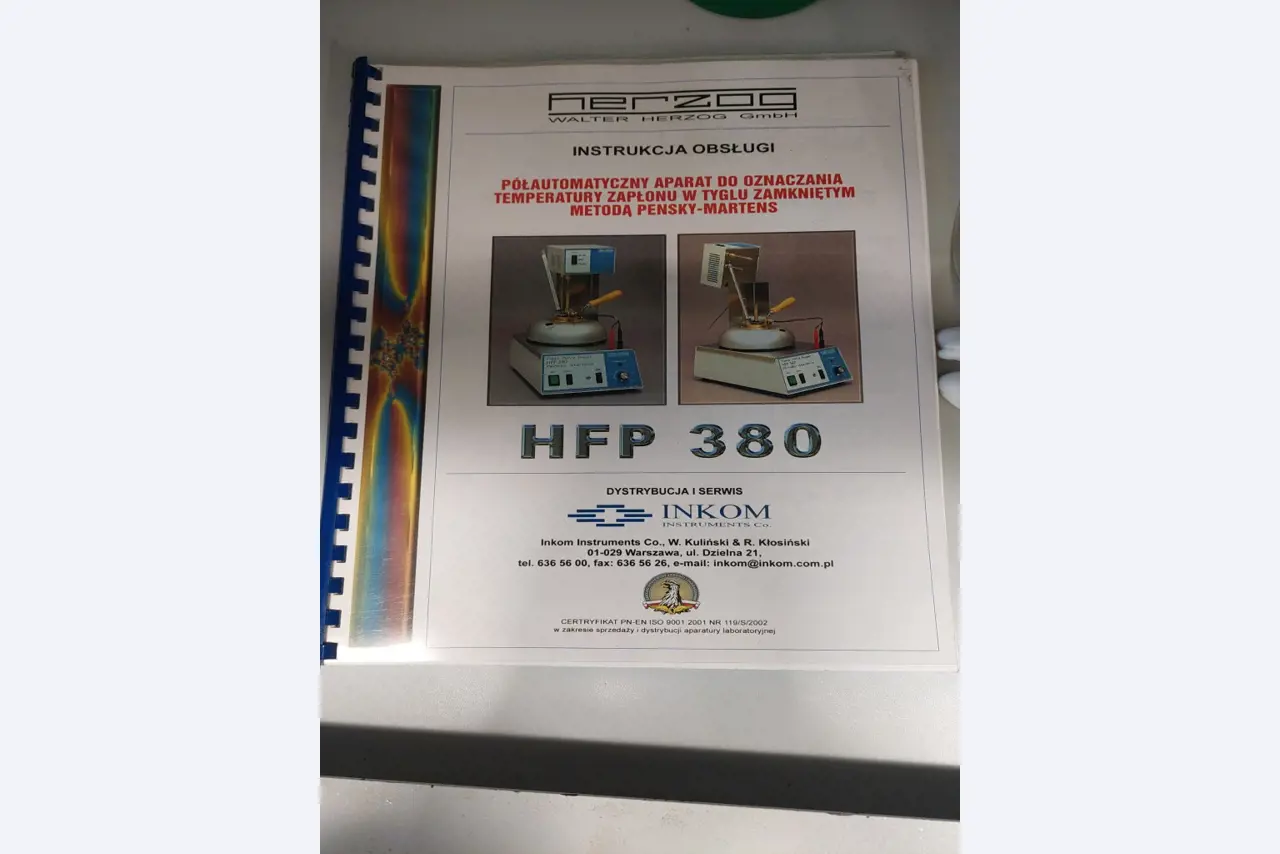 herzog
WALTER HERZOG GmbH
INSTRUKCJA OBSŁUGI
PÓŁAUTOMATYCZNY APARAT DO OZNACZANIA
TEMPERATURY ZAPŁONU W TYGLU ZAMKNIĘTYM
METODĄ PENSKY-MARTENS
HFP 380
DYSTRYBUCJA I SERWIS
INKOM
INSTRUMENTS Co.
Inkom Instruments Co., W. Kuliński & R. Kłosiński
01-029 Warszawa, ul. Dzielna 21,
tel. 636 56 00, fax: 636 56 26, e-mail: inkom@inkom.com.pl
CERTRYFIKAT PN-EN ISO 9001 2001 NR 119/S/2002
w zakresie sprzedaży i dystrybucji aparatury laboratoryjnej